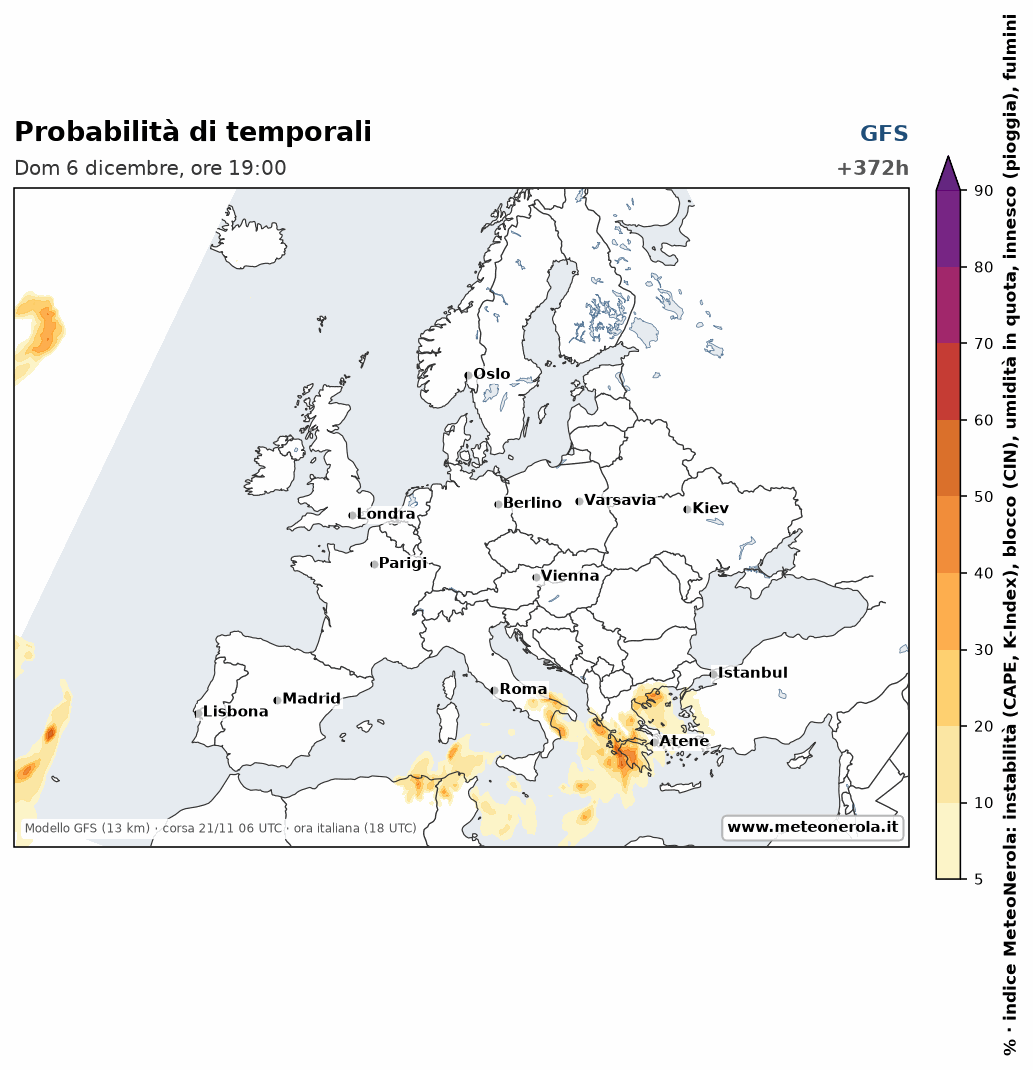 Probabilità di temporali
GFS
Dom 6 dicembre, ore 19:00
+372h
Oslo
Londra
Berlino
Varsavia
Kiev
Parigi
Vienna
Roma
Istanbul
Madrid
Lisbona
Atene
Modello GFS (13 km) · corsa 21/11 06 UTC · ora italiana (18 UTC)
www.meteonerola.it
90
80
70
60
50
40
30
20
10
5
% · indice MeteoNerola: instabilità (CAPE, K-Index), blocco (CIN), umidità in quota, innesco (pioggia), fulmini